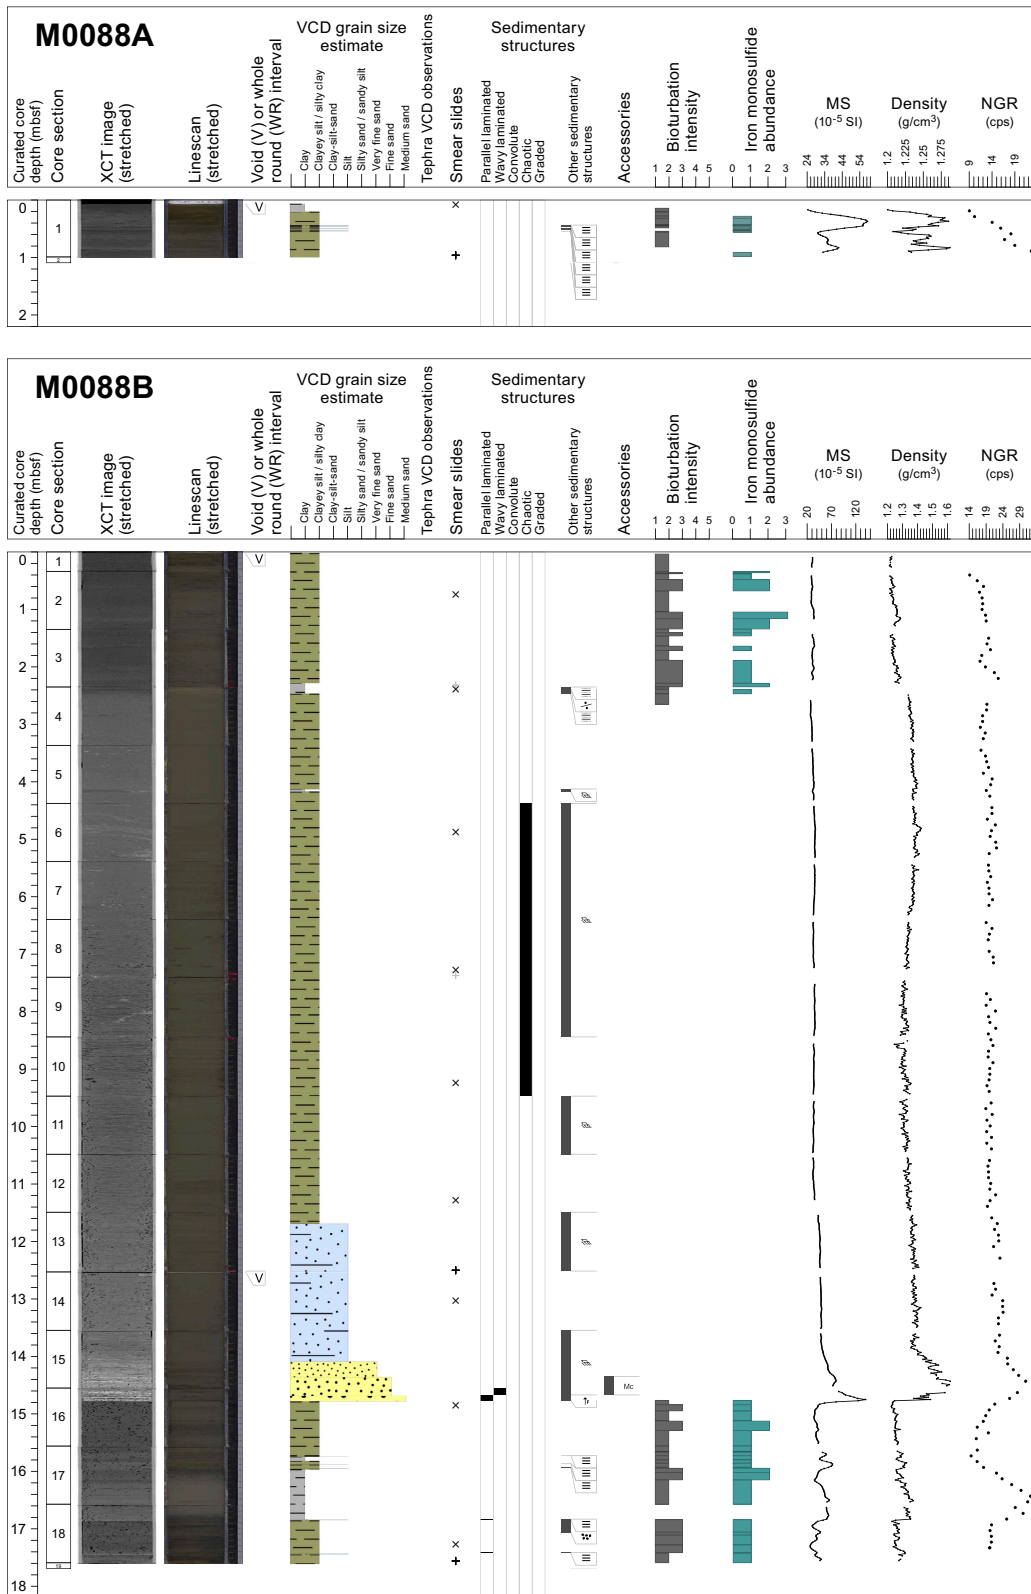 M0088A
Curated core
depth (mbsf)
Core section
XCT image
(stretched)
Linescan
(stretched)
Void (V) or whole
round (WR) interval
VCD grain size
estimate
Clay
Clayey silt / silty clay
Clay-silt-sand
Silt
Silty sand / sandy silt
Very fine sand
Fine sand
Medium sand
Tephra VCD observations
Smear slides
Sedimentary
structures
Parallel laminated
Wavy laminated
Convolute
Chaotic
Graded
Other sedimentary
structures
Accessories
Bioturbation
intensity
1 2 3 4 5
Iron monosulfide
abundance
0 1 2 3
MS
(10-5 SI)
24 34 44 54
Density
(g/cm3)
1.2 1.225 1.25 1.275
NGR
(cps)
9 14 19
0
1
2
1
2
V
M0088B
Curated core
depth (mbsf)
Core section
XCT image
(stretched)
Linescan
(stretched)
Void (V) or whole
round (WR) interval
VCD grain size
estimate
Clay
Clayey silt / silty clay
Clay-silt-sand
Silt
Silty sand / sandy silt
Very fine sand
Fine sand
Medium sand
Tephra VCD observations
Smear slides
Sedimentary
structures
Parallel laminated
Wavy laminated
Convolute
Chaotic
Graded
Other sedimentary
structures
Accessories
Bioturbation
intensity
1 2 3 4 5
Iron monosulfide
abundance
0 1 2 3
MS
(10-5 SI)
20 70 120
Density
(g/cm3)
1.2 1.3 1.4 1.5 1.6
NGR
(cps)
14 19 24 29
0
1
2
3
4
5
6
7
8
9
10
11
12
13
14
15
16
17
18
1
2
3
4
5
6
7
8
9
10
11
12
13
14
15
16
17
18
19
V
V
Mc